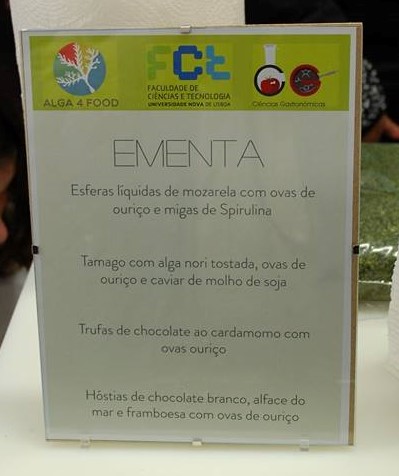 ALGA 4 FOOD
FCt
FACULDADE DE
CIÊNCIAS E TECNOLOGIA
UNIVERSIDADE NOVA DE LISBOA
Ciências Gastronómicas
EMENTA
Esferas líquidas de mozarela com ovas de
ouriço e migas de Spirulina
Tamago com alga nori tostada, ovas de
ouriço e caviar de molho de soja
Trufas de chocolate ao cardamomo com
ovas ouriço
Hóstias de chocolate branco, alface do
mar e framboesa com ovas de ouriço